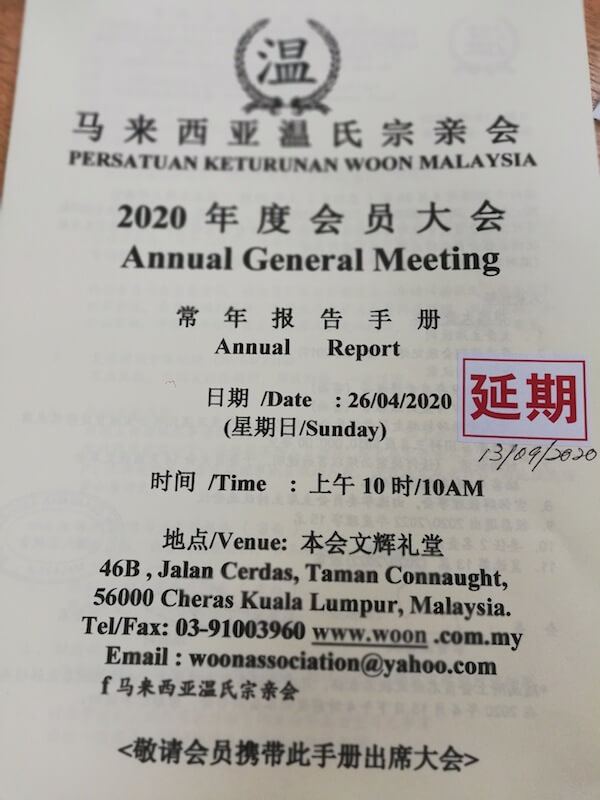 温
马来西亚温氏宗亲会
PERSATUAN KETURUNAN WOON MALAYSIA
2020 年度会员大会
Annual General Meeting
常年报告手册
Annual Report
日期 /Date : 26/04/2020
(星期日/Sunday)
延期
13/09/2020
时间 /Time : 上午 10 时/10AM
地点/Venue: 本会文辉礼堂
46B , Jalan Cerdas, Taman Connaught,
56000 Cheras Kuala Lumpur, Malaysia.
Tel/Fax: 03-91003960 www.woon .com.my
Email : woonassociation@yahoo.com
f 马来西亚温氏宗亲会
<敬请会员携带此手册出席大会>